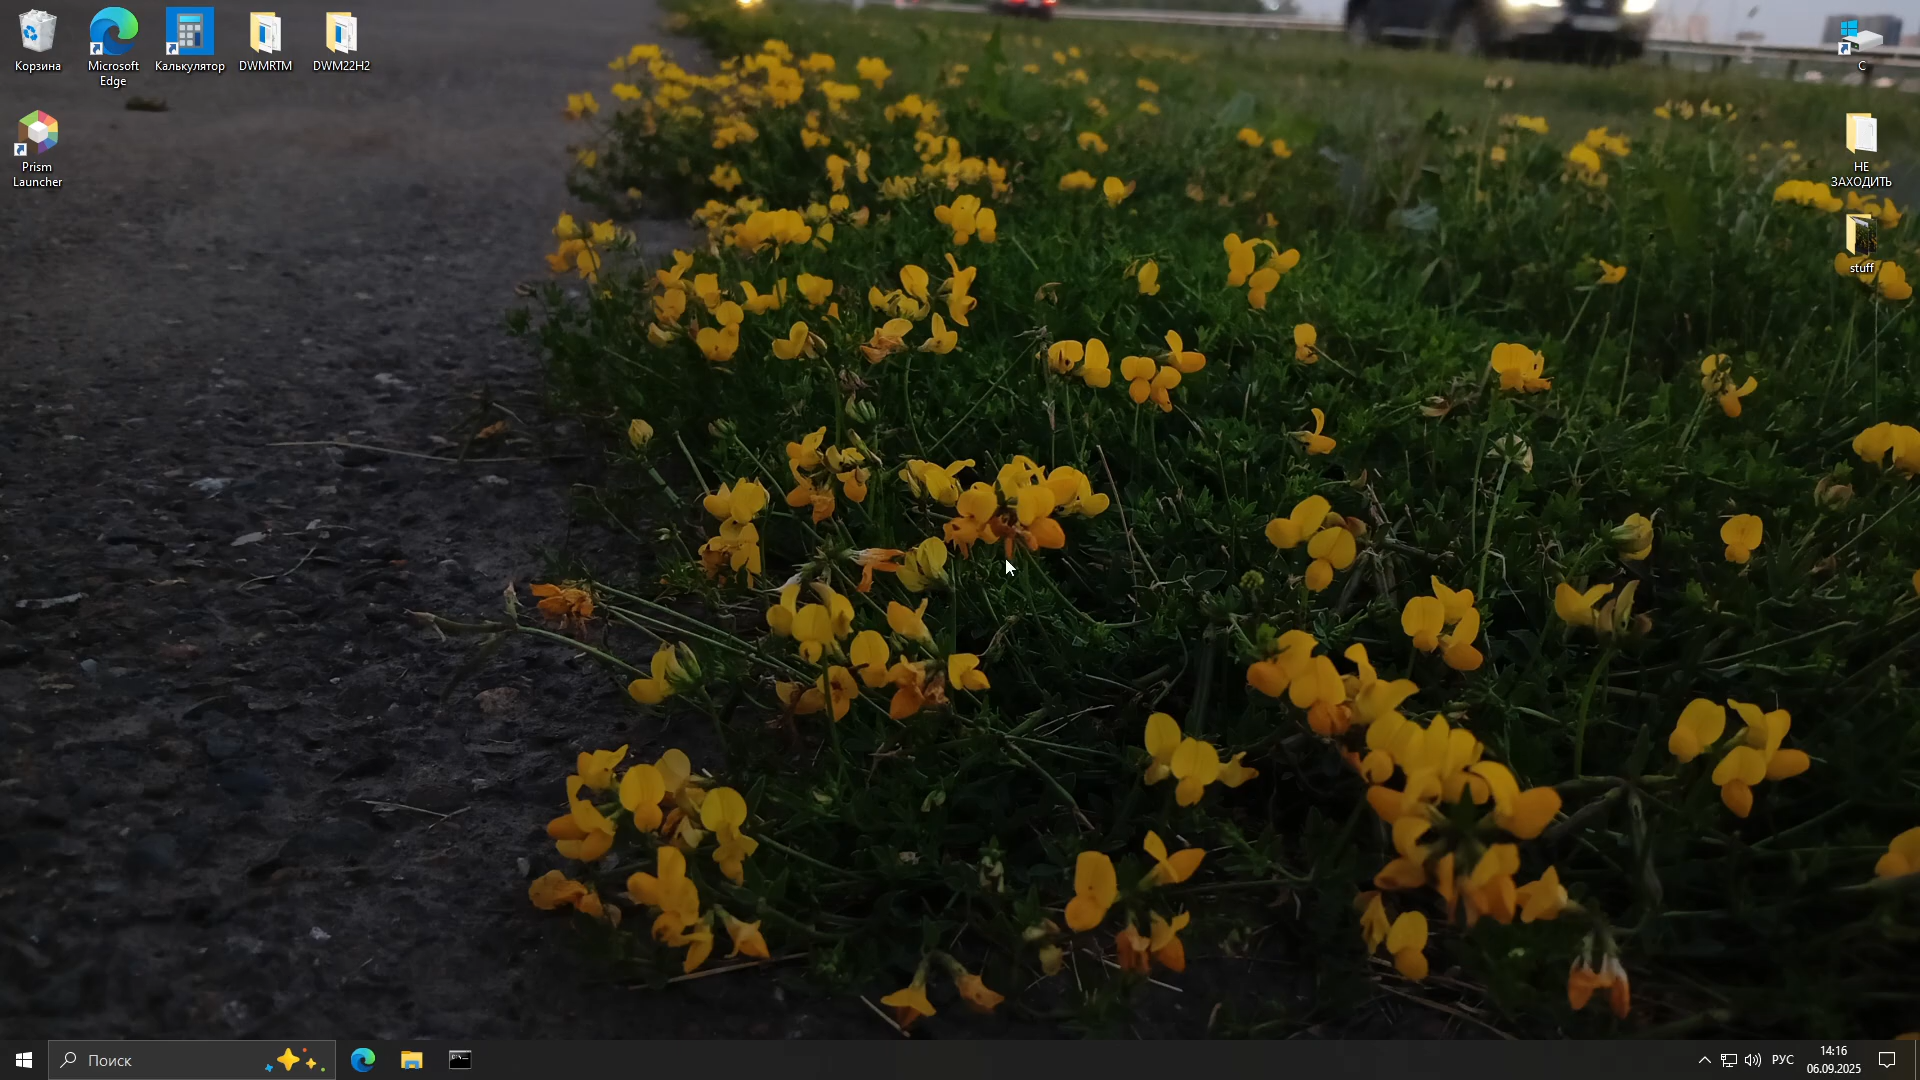 Корзина
Microsoft
Edge
Калькулятор
DWMRTM
DWM22H2
C
Prism
Launcher
НЕ
ЗАХОДИТЬ
stuff
Поиск
РУС
14:16
06.09.2025